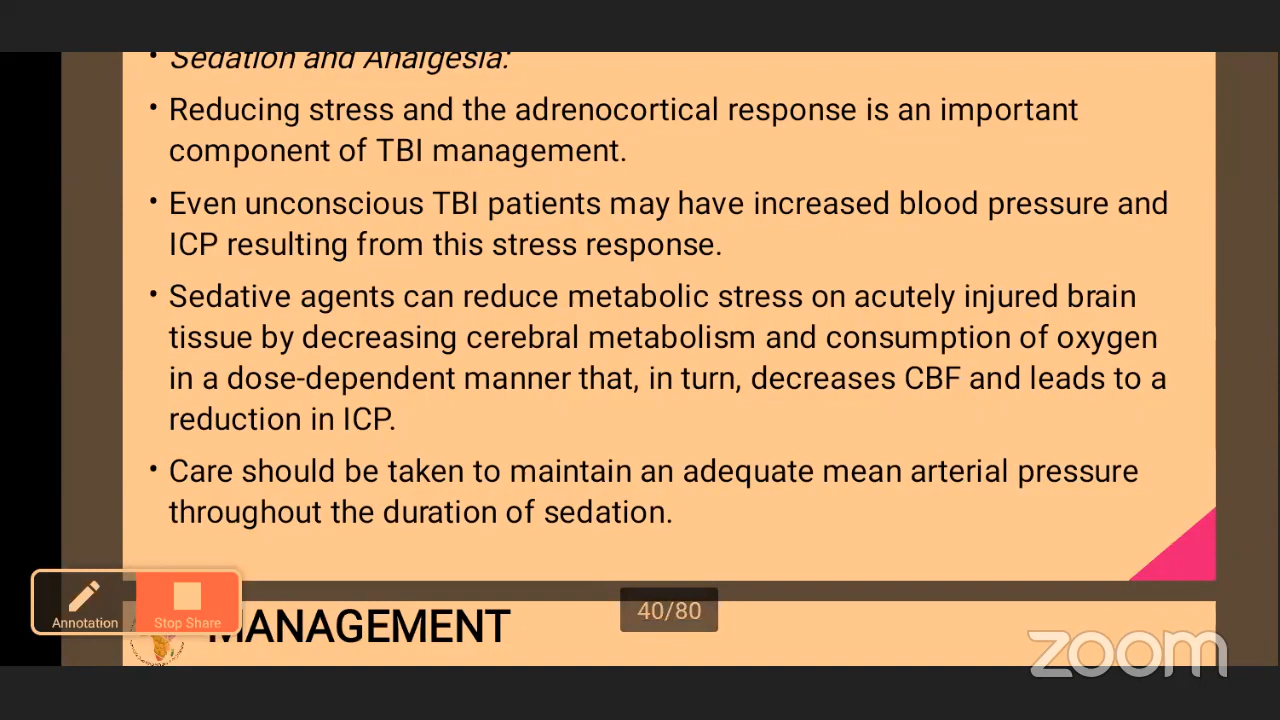 • Sedation and Analgesia:
• Reducing stress and the adrenocortical response is an important
component of TBI management.
• Even unconscious TBI patients may have increased blood pressure and
ICP resulting from this stress response.
• Sedative agents can reduce metabolic stress on acutely injured brain
tissue by decreasing cerebral metabolism and consumption of oxygen
in a dose-dependent manner that, in turn, decreases CBF and leads to a
reduction in ICP.
• Care should be taken to maintain an adequate mean arterial pressure
throughout the duration of sedation.
Annotation
Stop Share
MANAGEMENT
40/80
zoom